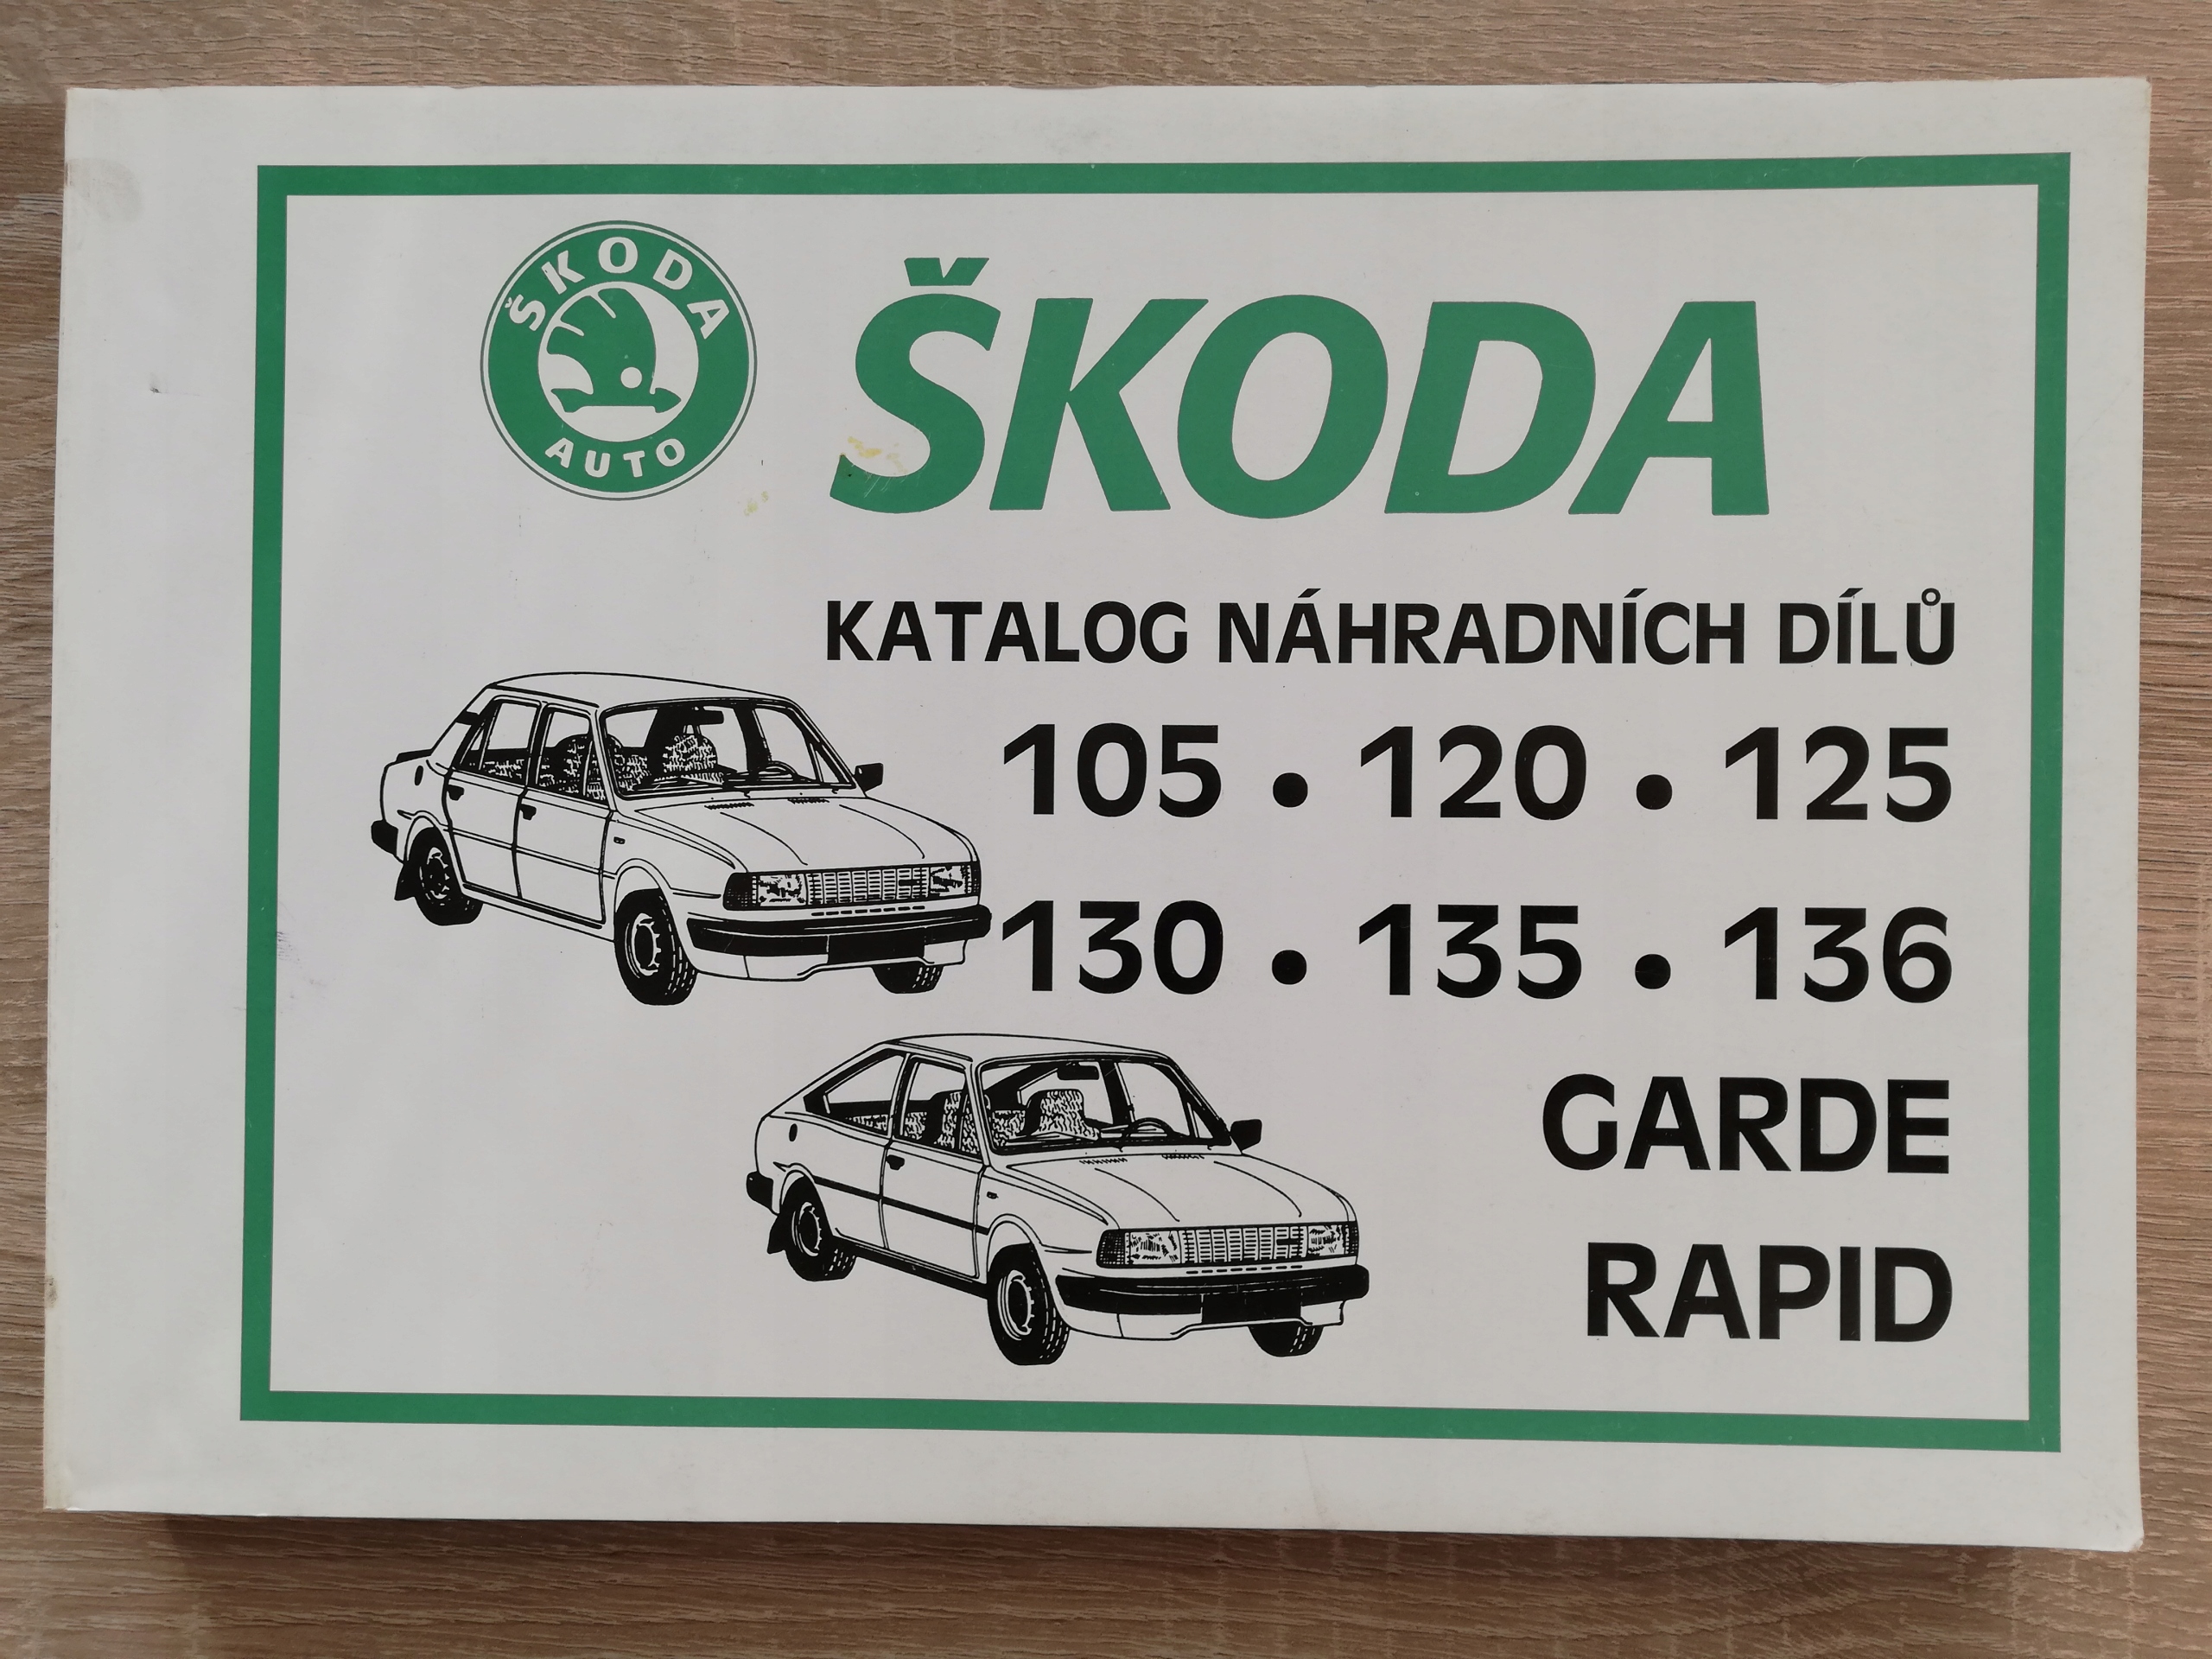 ŠKODA
AUTO
ŠKODA
KATALOG NÁHRADNÍCH DÍLŮ
105 • 120 • 125
130 • 135 • 136
GARDE
RAPID